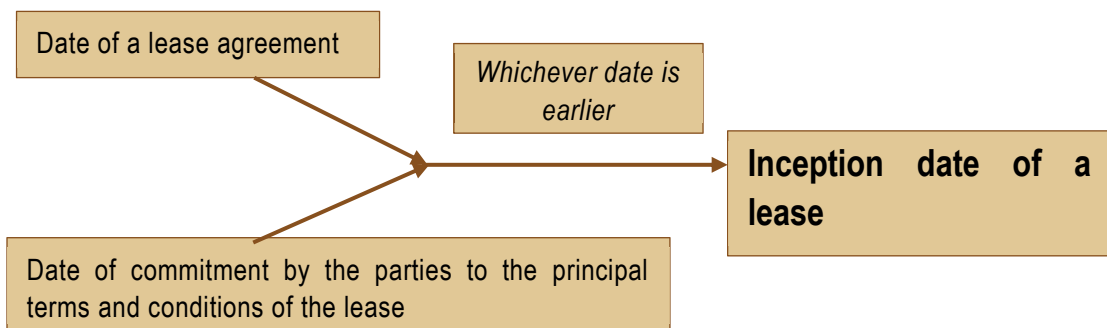 Date of a lease agreement
Whichever date is
earlier
Inception date of a
lease
Date of commitment by the parties to the principal
terms and conditions of the lease